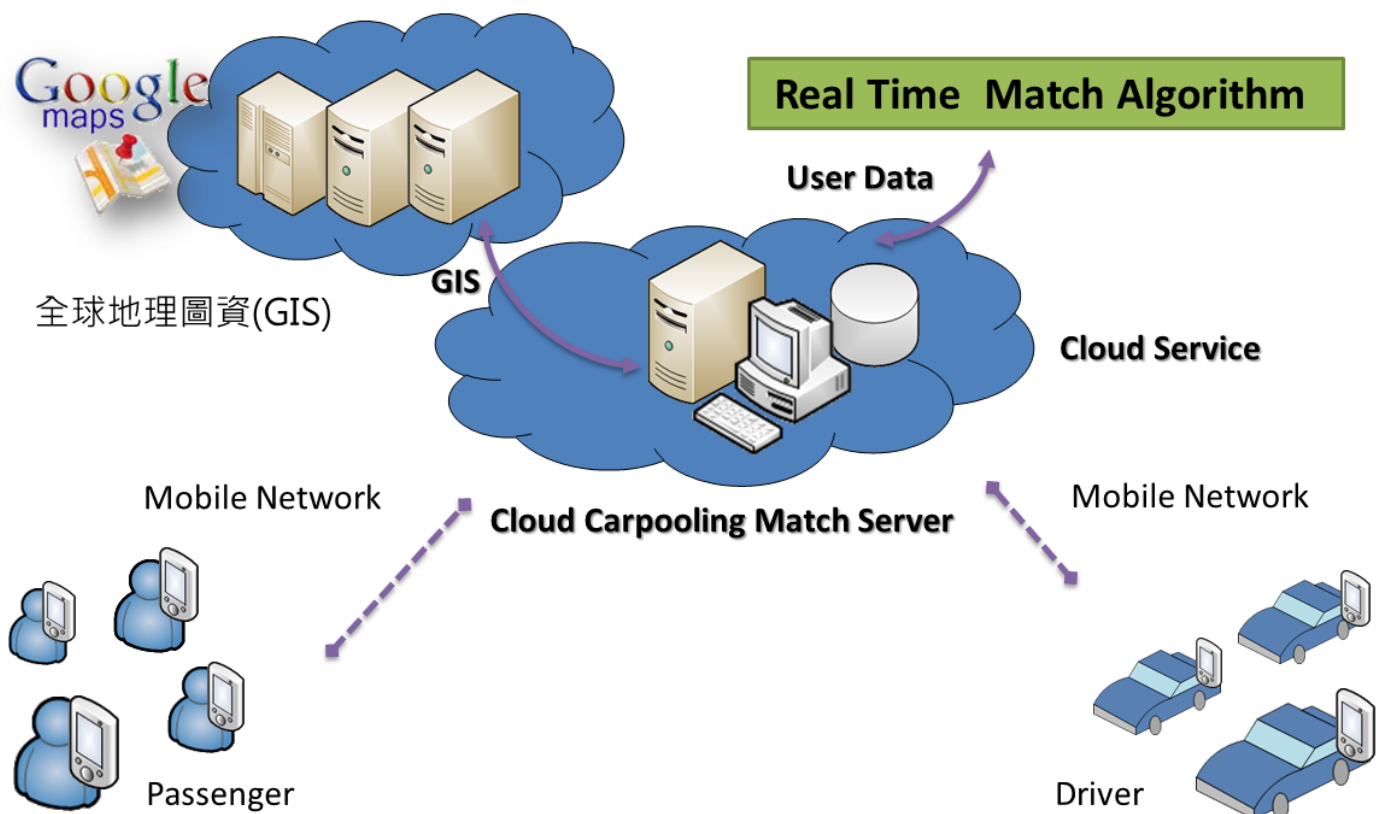 Google
maps
Real Time Match Algorithm
User Data
GIS
全球地理圖資(GIS)
Cloud Service
Mobile Network
Cloud Carpooling Match Server
Mobile Network
Passenger
Driver